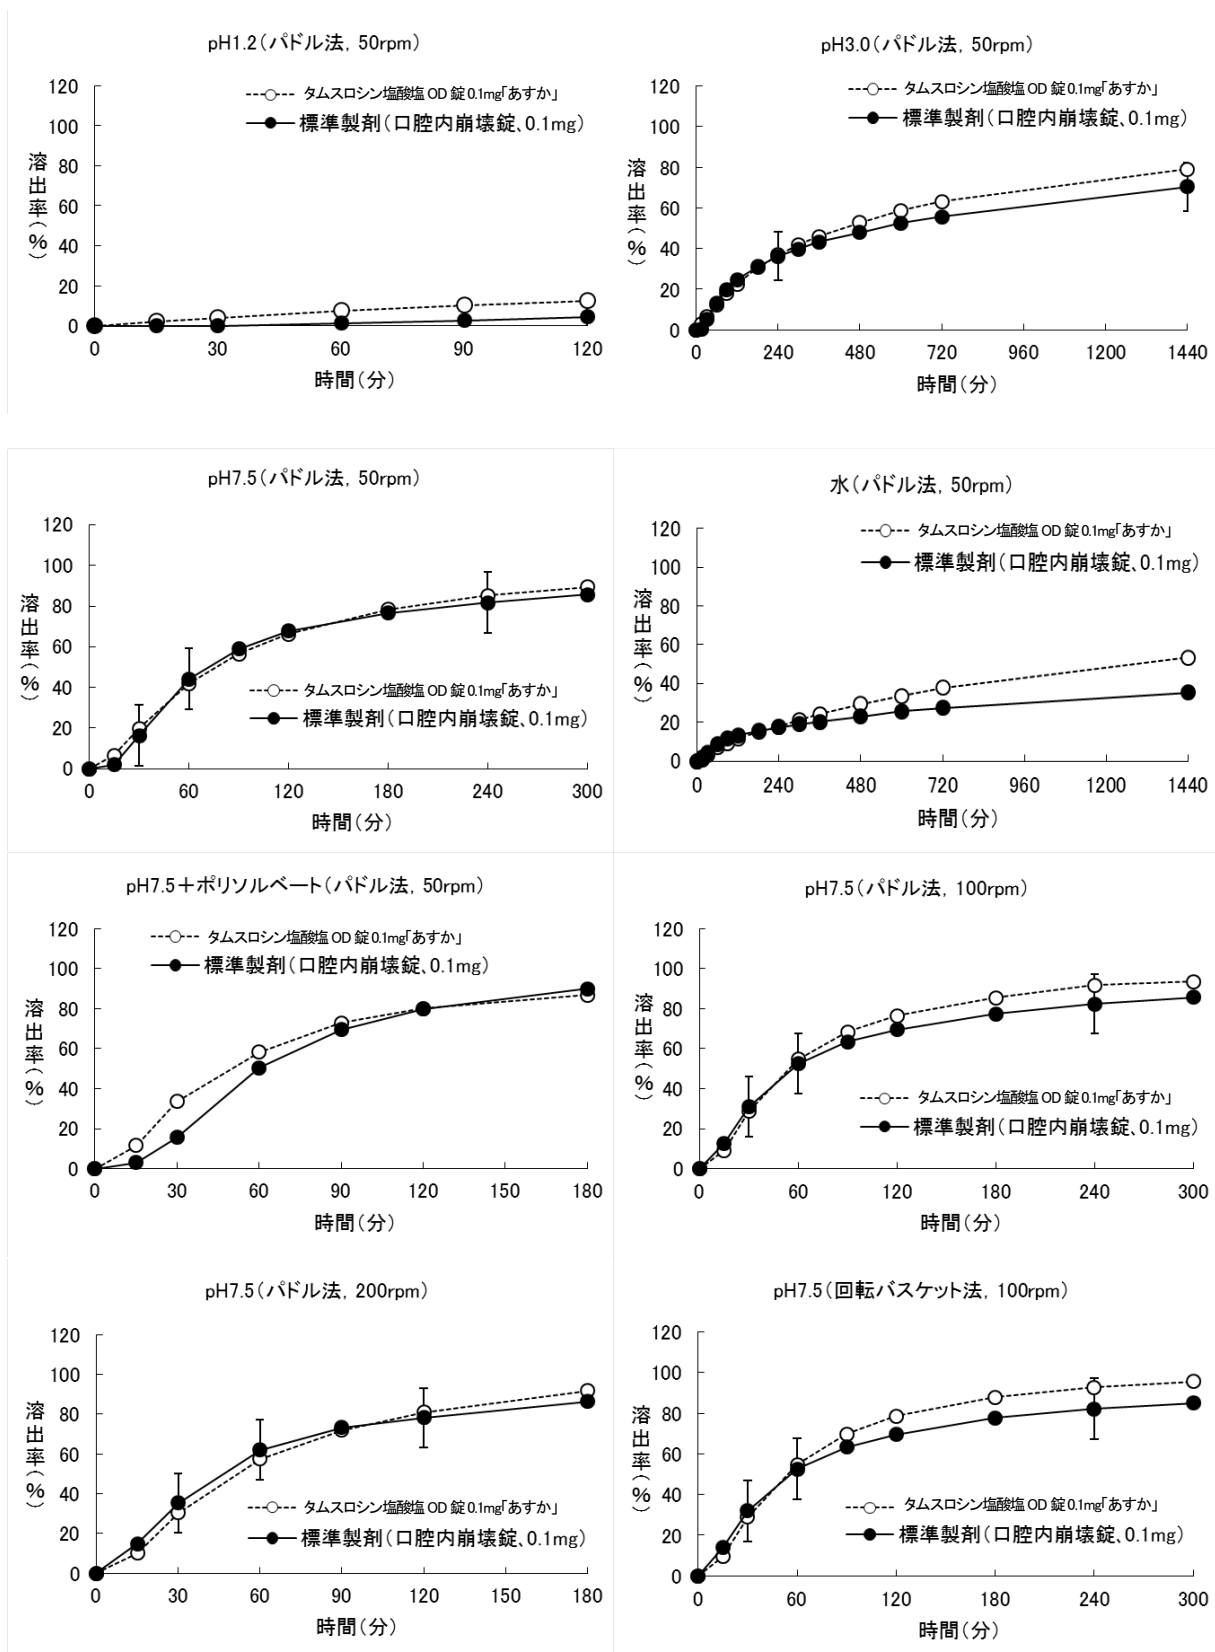 pH1.2(パドル法, 50rpm)
120
100
80
60
40
20
0
溶出率(%)
タムスロシン塩酸塩 OD 錠 0.1mg「あすか」
標準製剤(口腔内崩壊錠、0.1mg)
0 30 60 90 120
時間(分)
pH3.0(パドル法, 50rpm)
120
100
80
60
40
20
0
溶出率(%)
タムスロシン塩酸塩 OD 錠 0.1mg「あすか」
標準製剤(口腔内崩壊錠、0.1mg)
0 240 480 720 960 1200 1440
時間(分)
pH7.5(パドル法, 50rpm)
120
100
80
60
40
20
0
溶出率(%)
タムスロシン塩酸塩 OD 錠 0.1mg「あすか」
標準製剤(口腔内崩壊錠、0.1mg)
0 60 120 180 240 300
時間(分)
水(パドル法, 50rpm)
120
100
80
60
40
20
0
溶出率(%)
タムスロシン塩酸塩 OD 錠 0.1mg「あすか」
標準製剤(口腔内崩壊錠、0.1mg)
0 240 480 720 960 1200 1440
時間(分)
pH7.5+ポリソルベート(パドル法, 50rpm)
120
100
80
60
40
20
0
溶出率(%)
タムスロシン塩酸塩 OD 錠 0.1mg「あすか」
標準製剤(口腔内崩壊錠、0.1mg)
0 30 60 90 120 150 180
時間(分)
pH7.5(パドル法, 100rpm)
120
100
80
60
40
20
0
溶出率(%)
タムスロシン塩酸塩 OD 錠 0.1mg「あすか」
標準製剤(口腔内崩壊錠、0.1mg)
0 60 120 180 240 300
時間(分)
pH7.5(パドル法, 200rpm)
120
100
80
60
40
20
0
溶出率(%)
タムスロシン塩酸塩 OD 錠 0.1mg「あすか」
標準製剤(口腔内崩壊錠、0.1mg)
0 30 60 90 120 150 180
時間(分)
pH7.5(回転バスケット法, 100rpm)
120
100
80
60
40
20
0
溶出率(%)
タムスロシン塩酸塩 OD 錠 0.1mg「あすか」
標準製剤(口腔内崩壊錠、0.1mg)
0 60 120 180 240 300
時間(分)